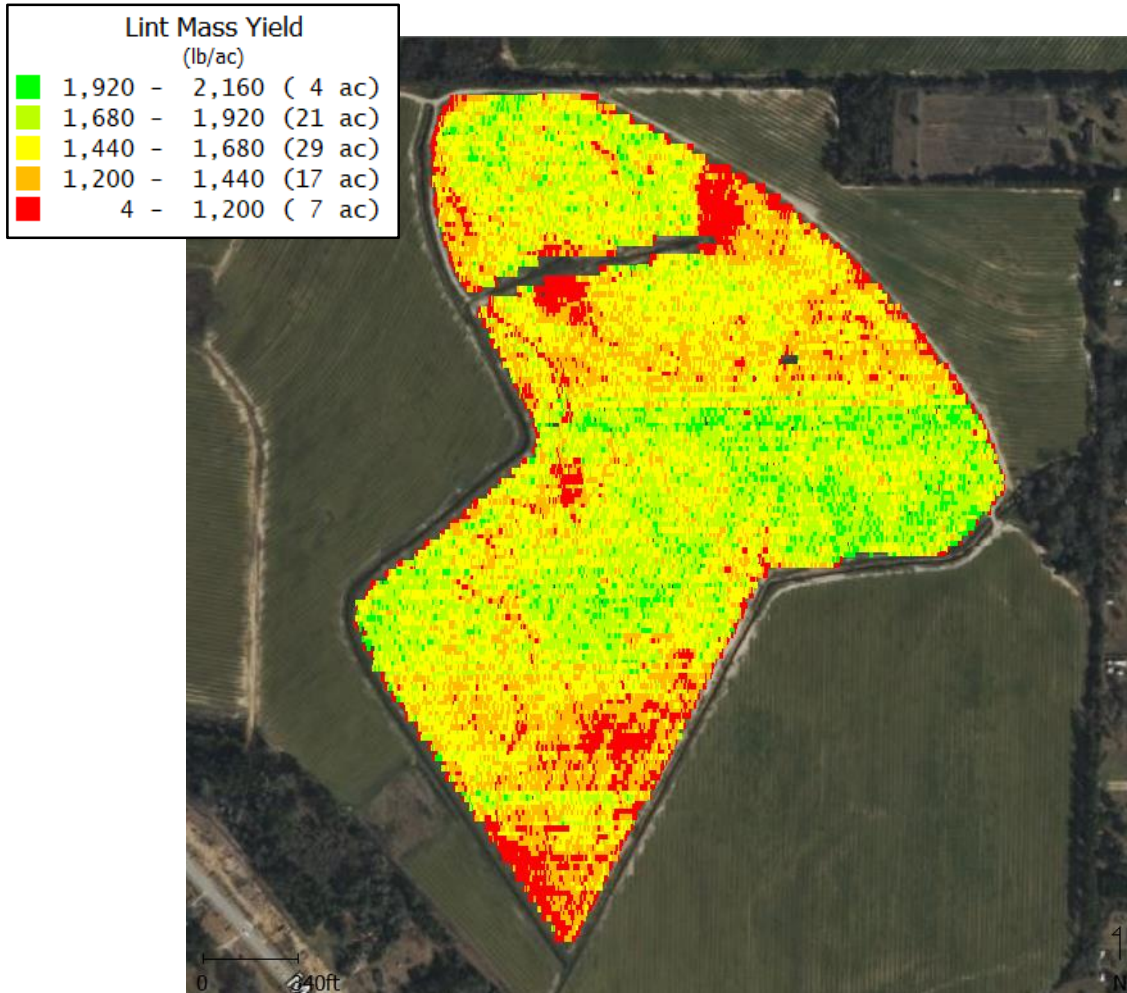 Lint Mass Yield
(lb/ac)
1,920 - 2,160 ( 4 ac)
1,680 - 1,920 (21 ac)
1,440 - 1,680 (29 ac)
1,200 - 1,440 (17 ac)
4 - 1,200 ( 7 ac)
0 340ft
N